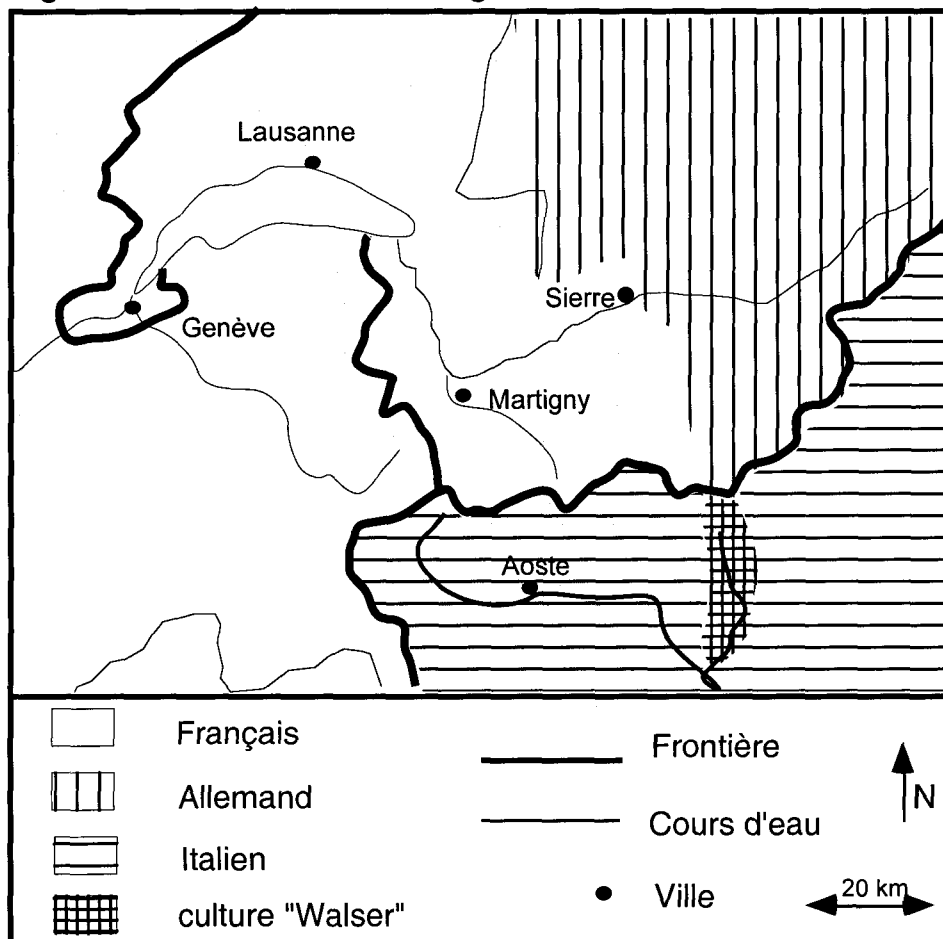 Lausanne
Genève
Sierre
Martigny
Aoste
Français
Allemand
Italien
culture "Walser"
Frontière
Cours d'eau
Ville
N
20 km